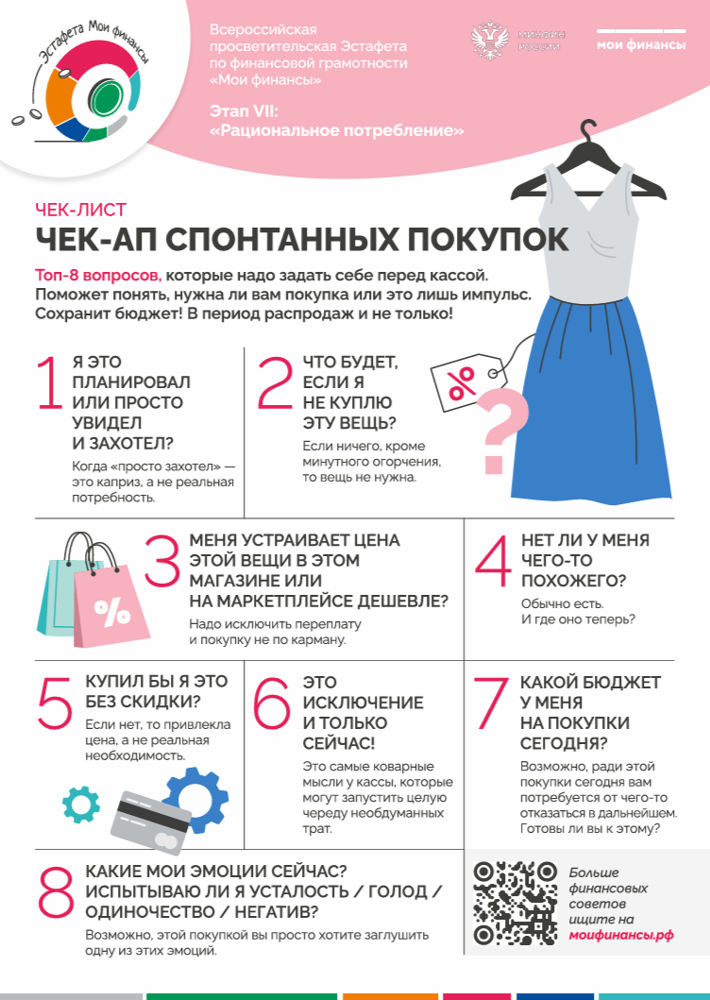 Эстафета Мои финансы
Всероссийская
просветительская Эстафета
по финансовой грамотности
«Мои финансы»
Этап VII:
«Рациональное потребление»
МИНФИН
РОССИИ
мои финансы
ЧЕК-ЛИСТ
ЧЕК-АП СПОНТАННЫХ ПОКУПОК
Топ-8 вопросов, которые надо задать себе перед кассой.
Поможет понять, нужна ли вам покупка или это лишь импульс.
Сохранит бюджет! В период распродаж и не только!
1
Я ЭТО
ПЛАНИРОВАЛ
ИЛИ ПРОСТО
УВИДЕЛ
И ЗАХОТЕЛ?
Когда «просто захотел» —
это каприз, а не реальная
потребность.
2
ЧТО БУДЕТ,
ЕСЛИ Я
НЕ КУПЛЮ
ЭТУ ВЕЩЬ?
Если ничего, кроме
минутного огорчения,
то вещь не нужна.
%
?
%
3
МЕНЯ УСТРАИВАЕТ ЦЕНА
ЭТОЙ ВЕЩИ В ЭТОМ
МАГАЗИНЕ ИЛИ
НА МАРКЕТПЛЕЙСЕ ДЕШЕВЛЕ?
Надо исключить переплату
и покупку не по карману.
4
НЕТ ЛИ У МЕНЯ
ЧЕГО-ТО
ПОХОЖЕГО?
Обычно есть.
И где оно теперь?
5
КУПИЛ БЫ Я ЭТО
БЕЗ СКИДКИ?
Если нет, то привлекла
цена, а не реальная
необходимость.
6
ЭТО
ИСКЛЮЧЕНИЕ
И ТОЛЬКО
СЕЙЧАС!
Это самые коварные
мысли у кассы, которые
могут запустить целую
череду необдуманных
трат.
7
КАКОЙ БЮДЖЕТ
У МЕНЯ
НА ПОКУПКИ
СЕГОДНЯ?
Возможно, ради этой
покупки сегодня вам
потребуется от чего-то
отказаться в дальнейшем.
Готовы ли вы к этому?
8
КАКИЕ МОИ ЭМОЦИИ СЕЙЧАС?
ИСПЫТЫВАЮ ЛИ Я УСТАЛОСТЬ / ГОЛОД /
ОДИНОЧЕСТВО / НЕГАТИВ?
Возможно, этой покупкой вы просто хотите заглушить
одну из этих эмоций.
Больше
финансовых
советов
ищите на
моифинансы.рф